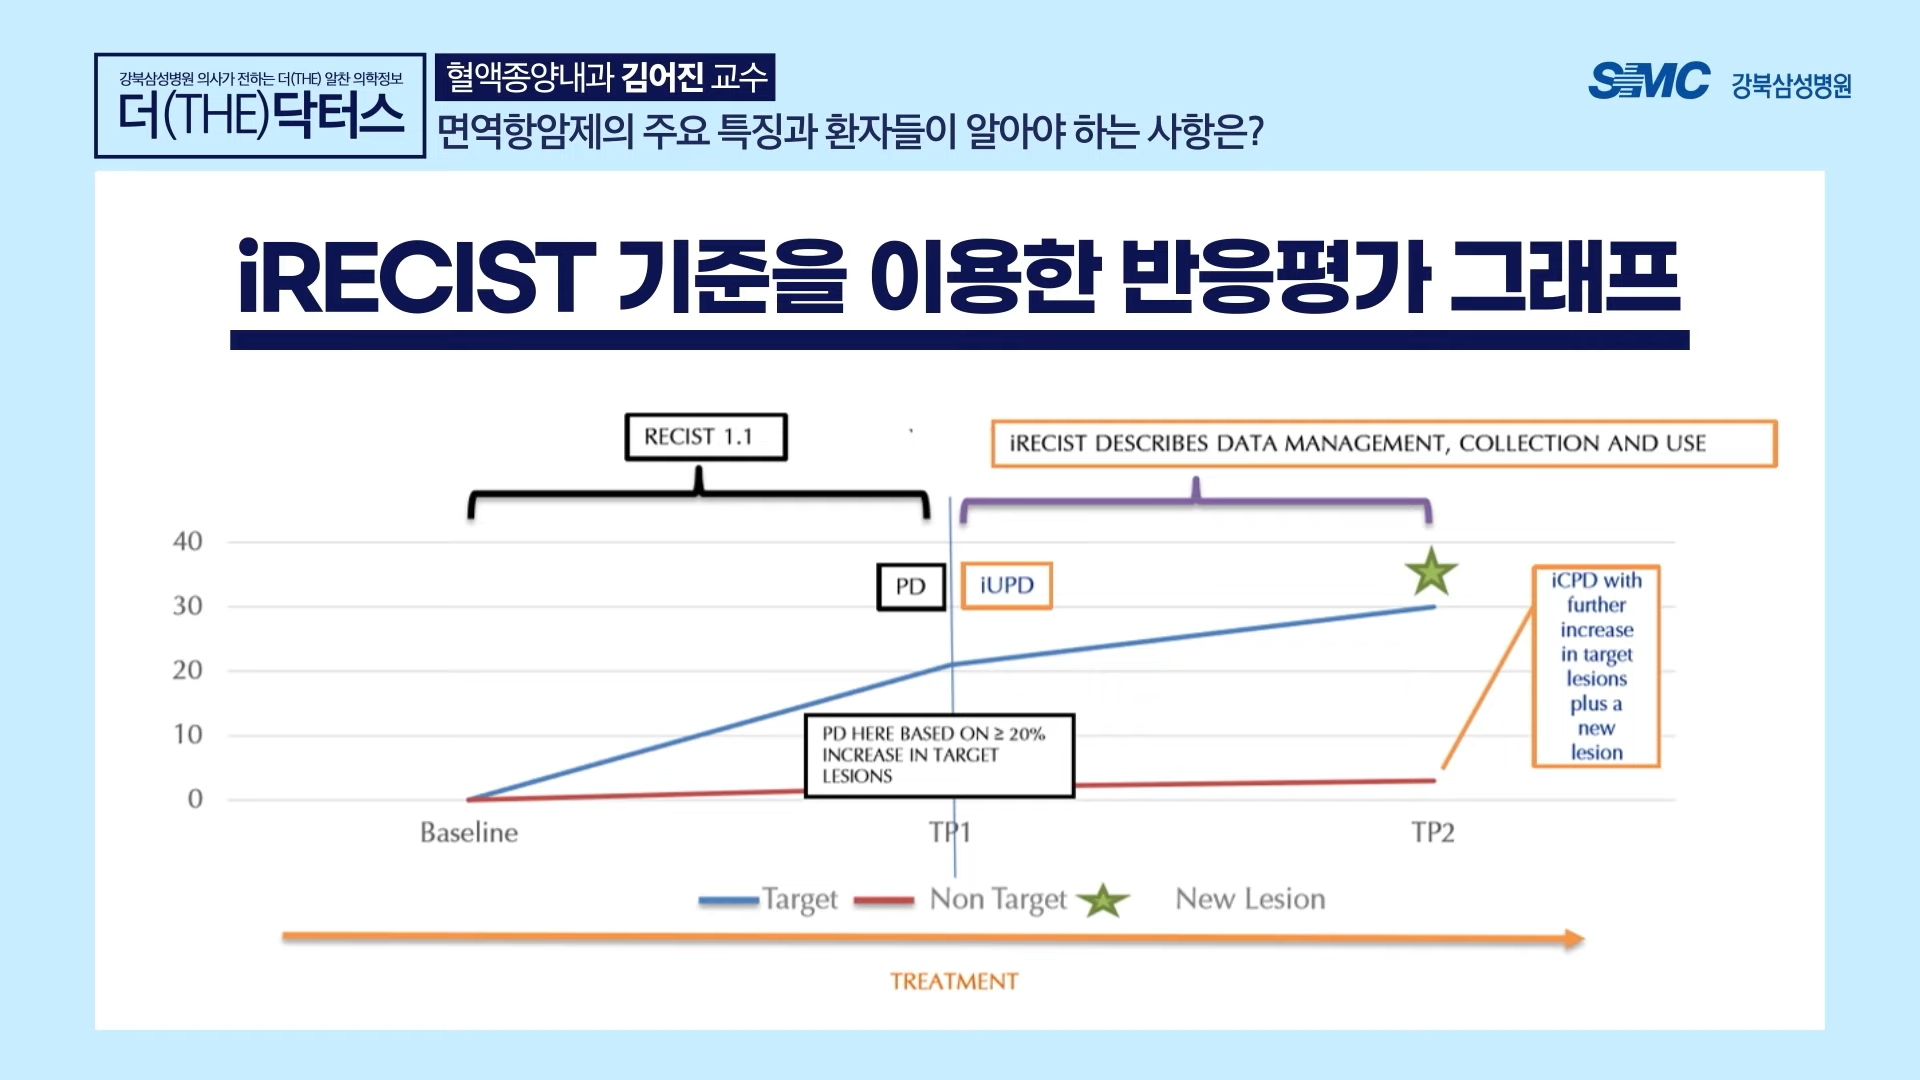 강북삼성병원 의사가 전하는 더(THE) 알찬 의학정보
더(THE)닥터스
혈액종양내과 김어진 교수
면역항암제의 주요 특징과 환자들이 알아야 하는 사항은?
SMC 강북삼성병원
iRECIST 기준을 이용한 반응평가 그래프
RECIST 1.1
iRECIST DESCRIBES DATA MANAGEMENT, COLLECTION AND USE
40
30
20
10
0
PD
iUPD
iCPD with
further
increase
in target
lesions
plus a
new
lesion
PD HERE BASED ON ≥ 20%
INCREASE IN TARGET
LESIONS
Baseline
TP1
TP2
Target
Non Target
New Lesion
TREATMENT